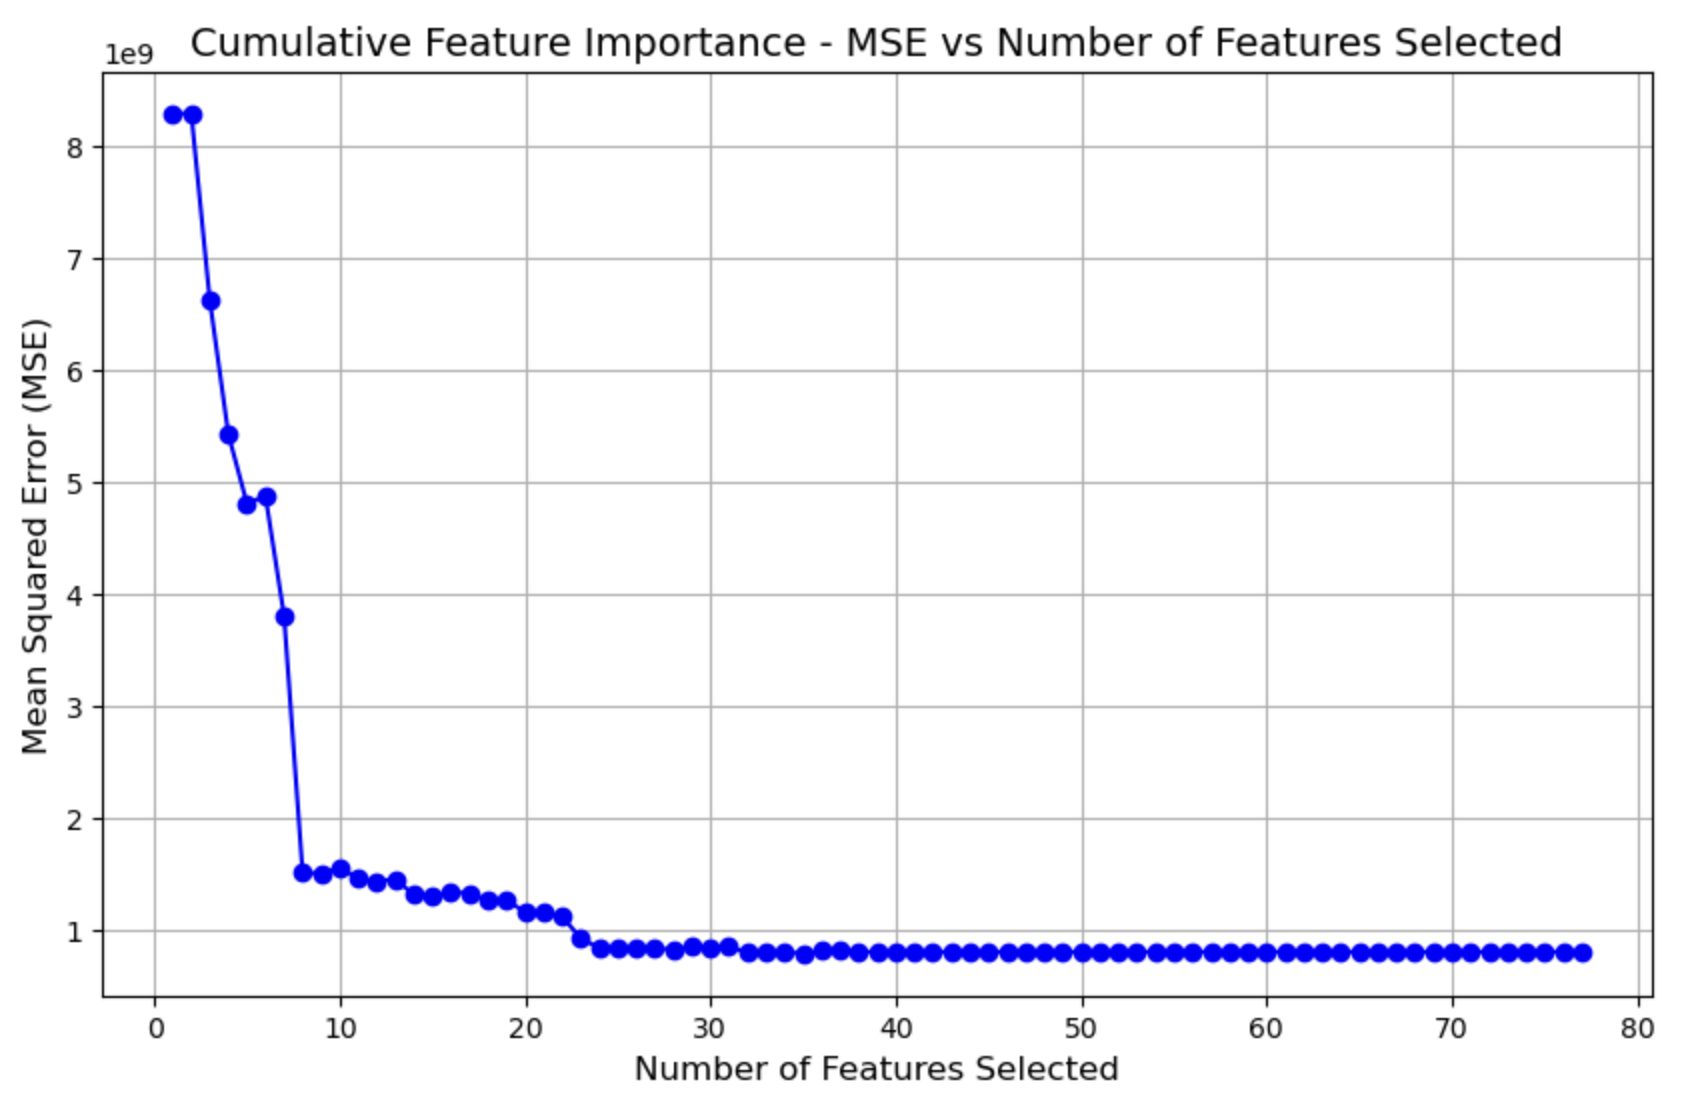 Cumulative Feature Importance - MSE vs Number of Features Selected
1e9
8
7
6
5
4
3
2
1
Mean Squared Error (MSE)
0 10 20 30 40 50 60 70 80
Number of Features Selected